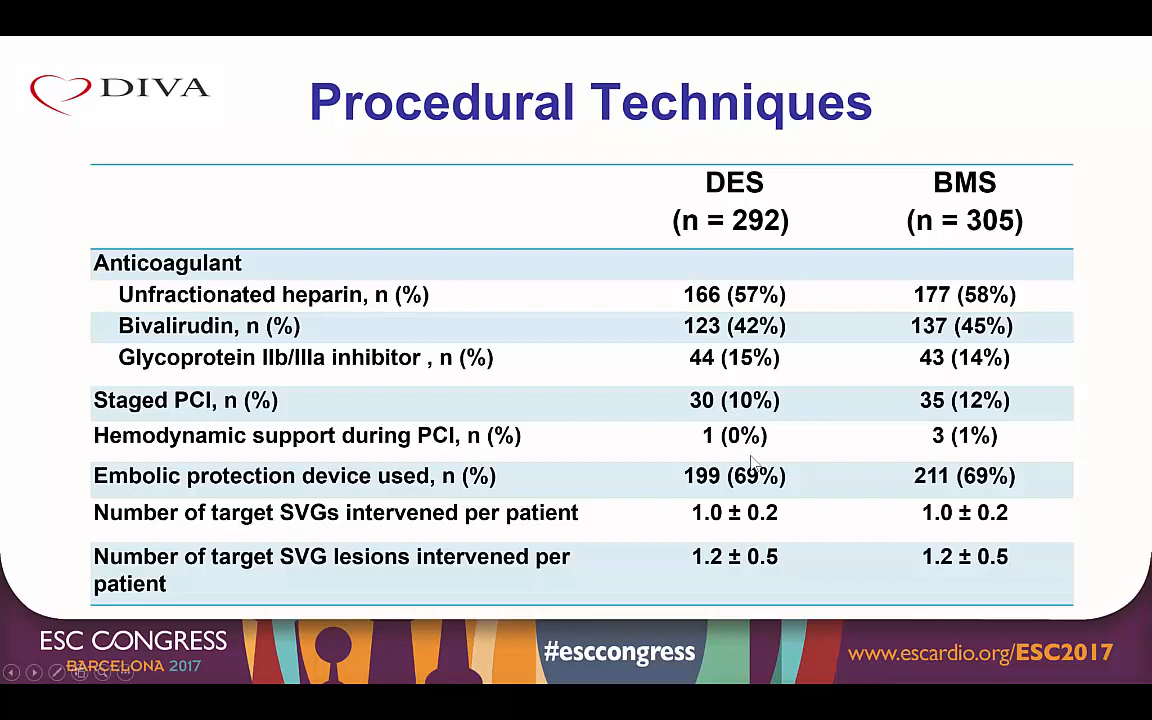 DIVA
Procedural Techniques
DES BMS
(n = 292) (n = 305)
Anticoagulant
Unfractionated heparin, n (%) 166 (57%) 177 (58%)
Bivalirudin, n (%) 123 (42%) 137 (45%)
Glycoprotein IIb/IIIa inhibitor , n (%) 44 (15%) 43 (14%)
Staged PCI, n (%) 30 (10%) 35 (12%)
Hemodynamic support during PCI, n (%) 1 (0%) 3 (1%)
Embolic protection device used, n (%) 199 (69%) 211 (69%)
Number of target SVGs intervened per patient 1.0 ± 0.2 1.0 ± 0.2
Number of target SVG lesions intervened per 1.2 ± 0.5 1.2 ± 0.5
patient
ESC CONGRESS
BARCELONA 2017
#esccongress
www.escardio.org/ESC2017